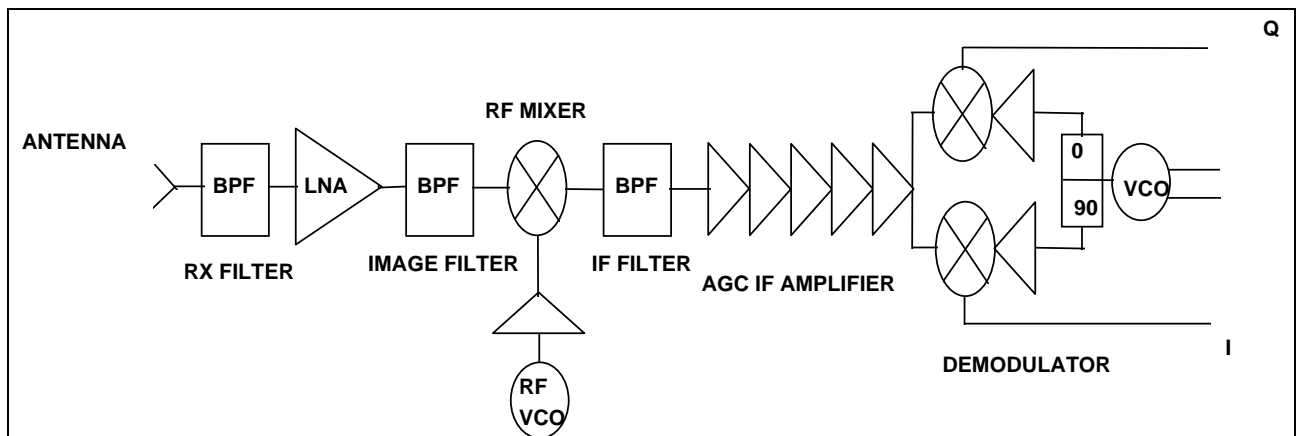 Q
RF MIXER
ANTENNA
BPF
LNA
BPF
BPF
0
90
VCO
RX FILTER
IMAGE FILTER
IF FILTER
AGC IF AMPLIFIER
I
DEMODULATOR
RF
VCO